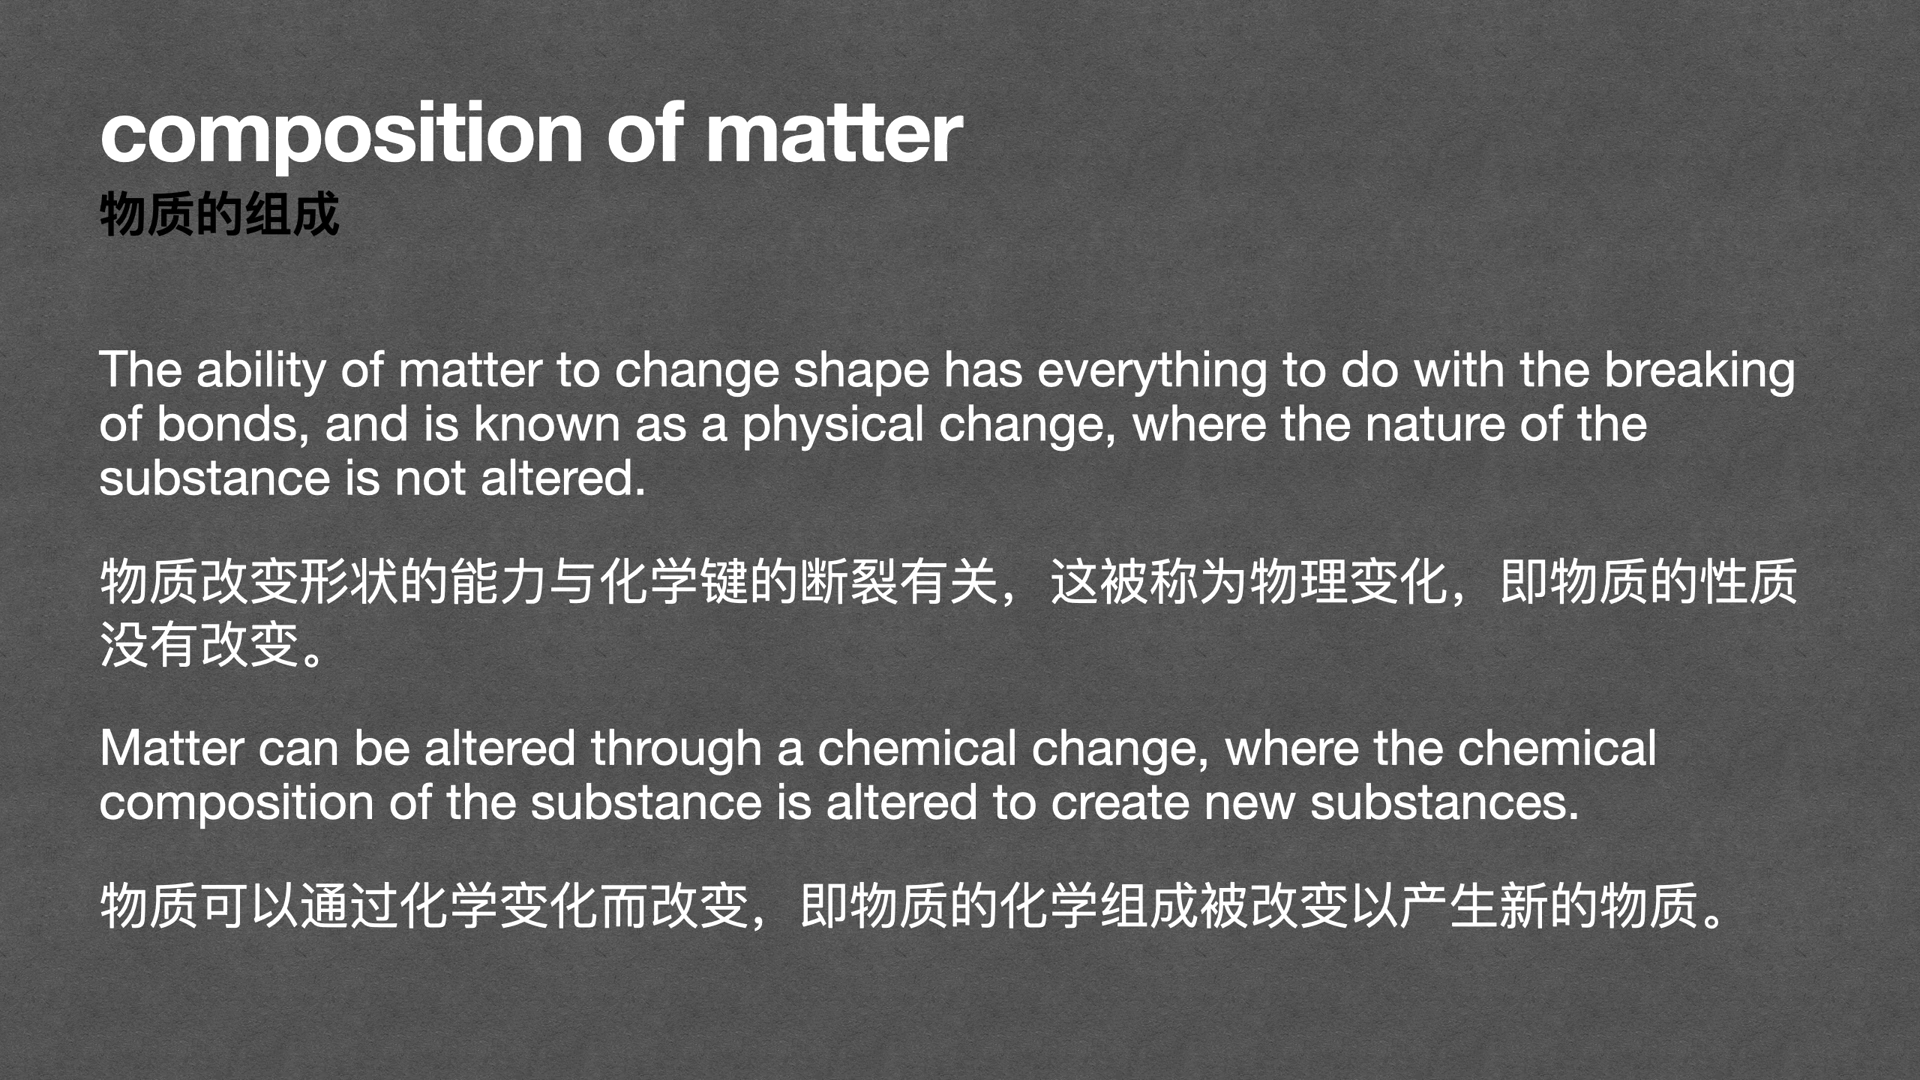 composition of matter
物质的组成
The ability of matter to change shape has everything to do with the breaking
of bonds, and is known as a physical change, where the nature of the
substance is not altered.
物质改变形状的能力与化学键的断裂有关，这被称为物理变化，即物质的性质
没有改变。
Matter can be altered through a chemical change, where the chemical
composition of the substance is altered to create new substances.
物质可以通过化学变化而改变，即物质的化学组成被改变以产生新的物质。